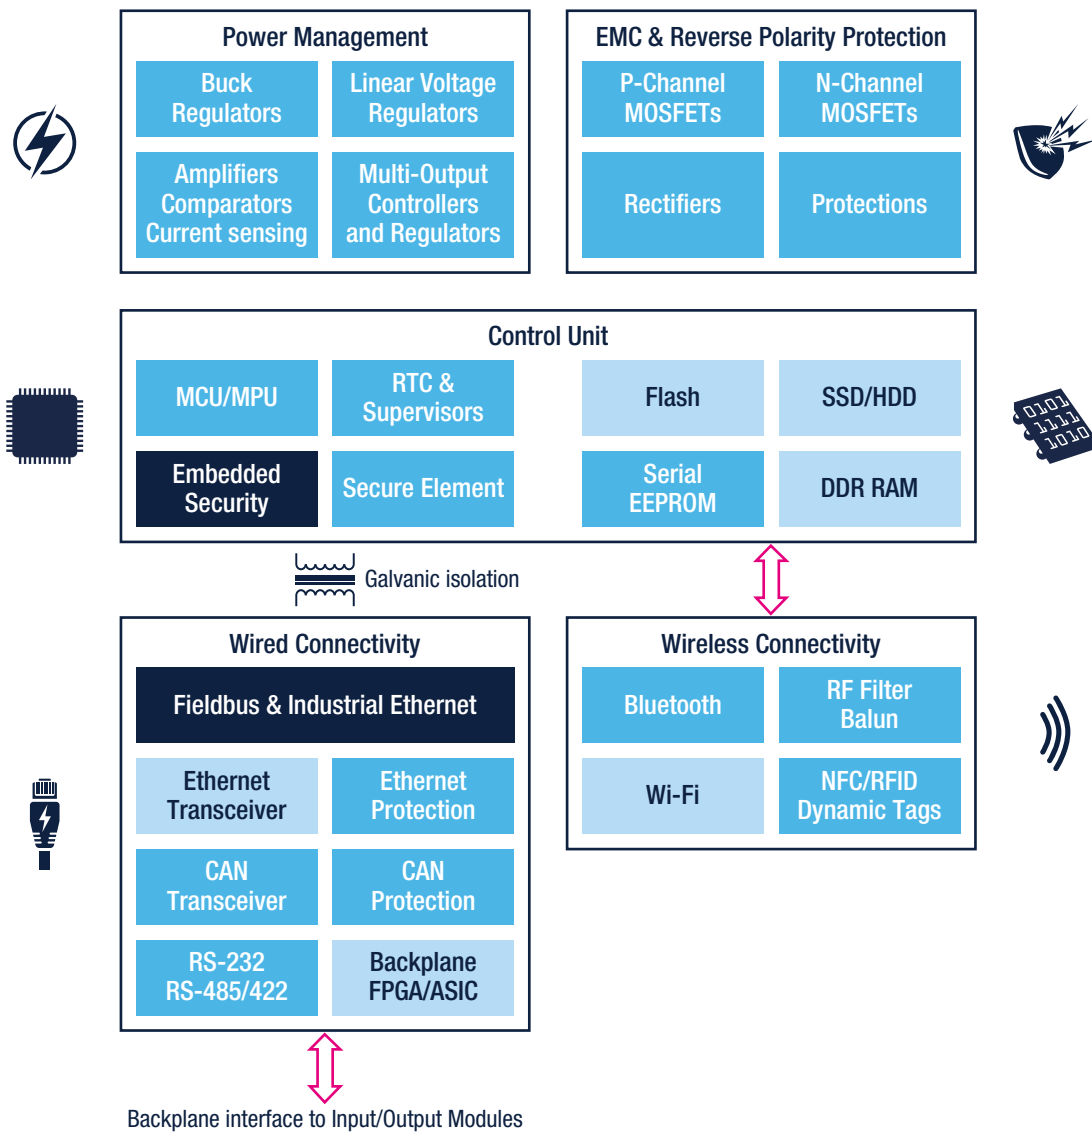 Power Management
Buck
Regulators
Linear Voltage
Regulators
Amplifiers
Comparators
Current sensing
Multi-Output
Controllers
and Regulators
EMC & Reverse Polarity Protection
P-Channel
MOSFETs
N-Channel
MOSFETs
Rectifiers
Protections
Control Unit
MCU/MPU
RTC &
Supervisors
Flash
SSD/HDD
Embedded
Security
Secure Element
Serial
EEPROM
DDR RAM
0101
1111
1010
Galvanic isolation
Wired Connectivity
Fieldbus & Industrial Ethernet
Ethernet
Transceiver
Ethernet
Protection
CAN
Transceiver
CAN
Protection
RS-232
RS-485/422
Backplane
FPGA/ASIC
Wireless Connectivity
Bluetooth
RF Filter
Balun
Wi-Fi
NFC/RFID
Dynamic Tags
Backplane interface to Input/Output Modules